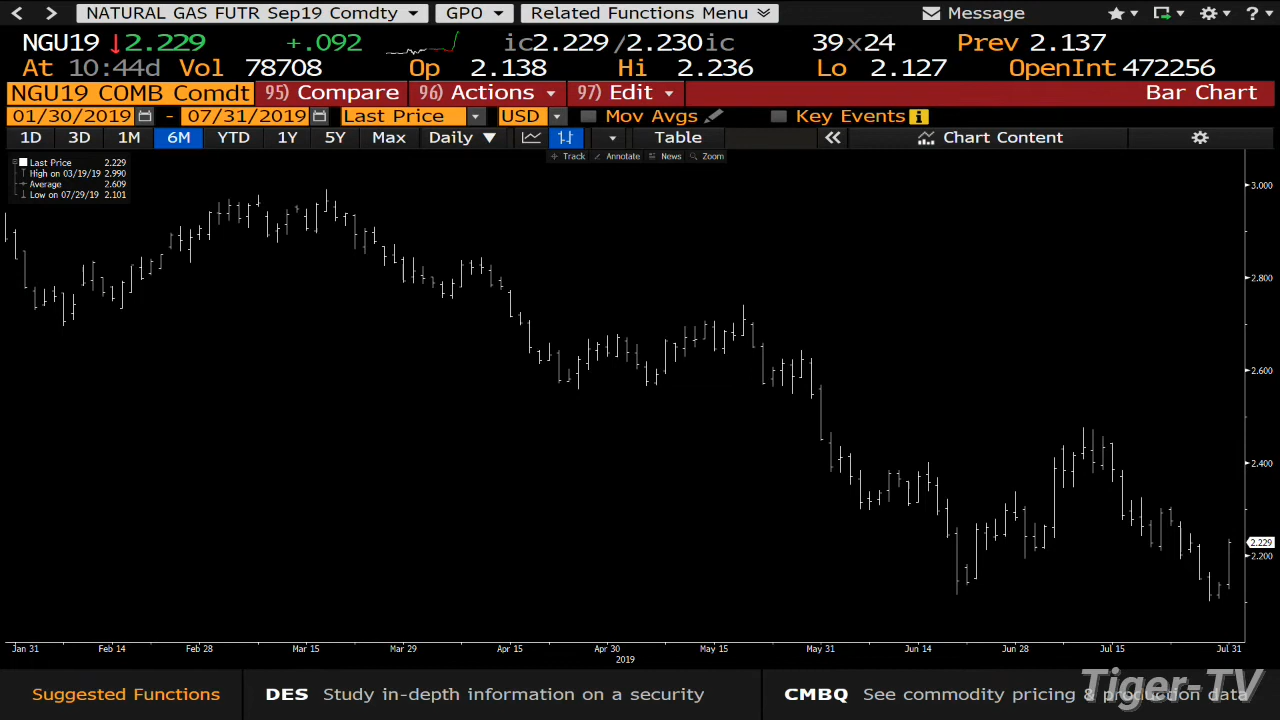 NATURAL GAS FUTR Sep19 Comdty GPO Related Functions Menu Message ?
NGU19 ↓2.229 +.092 ic2.229/2.230ic 39x24 Prev 2.137
At 10:44d Vol 78708 Op 2.138 Hi 2.236 Lo 2.127 OpenInt 472256
NGU19 COMB Comdt 95) Compare 96) Actions 97) Edit Bar Chart
01/30/2019 - 07/31/2019 Last Price USD Mov Avgs Key Events i
1D 3D 1M 6M YTD 1Y 5Y Max Daily ▼ Table « Chart Content
Track Annotate News Zoom
Last Price 2.229
High on 03/19/19 2.990
Average 2.609
Low on 07/29/19 2.101
3.000
2.800
2.600
2.400
2.229
2.200
Jan 31 Feb 14 Feb 28 Mar 15 Mar 29 Apr 15 Apr 30 May 15 May 31 Jun 14 Jun 28 Jul 15 Jul 31
2019
Suggested Functions DES Study in-depth information on a security CMBQ See commodity pricing & production data
Tiger-TV